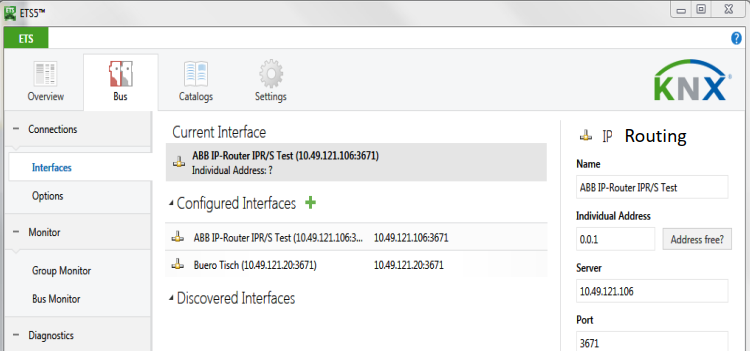 ETS5™
ETS
Overview
Bus
Catalogs
Settings
KNX®
Connections
Interfaces
Options
Monitor
Group Monitor
Bus Monitor
Diagnostics
Current Interface
ABB IP-Router IPR/S Test (10.49.121.106:3671)
Individual Address: ?
Configured Interfaces
ABB IP-Router IPR/S Test (10.49.121.106:3... 10.49.121.106:3671
Buero Tisch (10.49.121.20:3671) 10.49.121.20:3671
Discovered Interfaces
IP Routing
Name
ABB IP-Router IPR/S Test
Individual Address
0.0.1 Address free?
Server
10.49.121.106
Port
3671